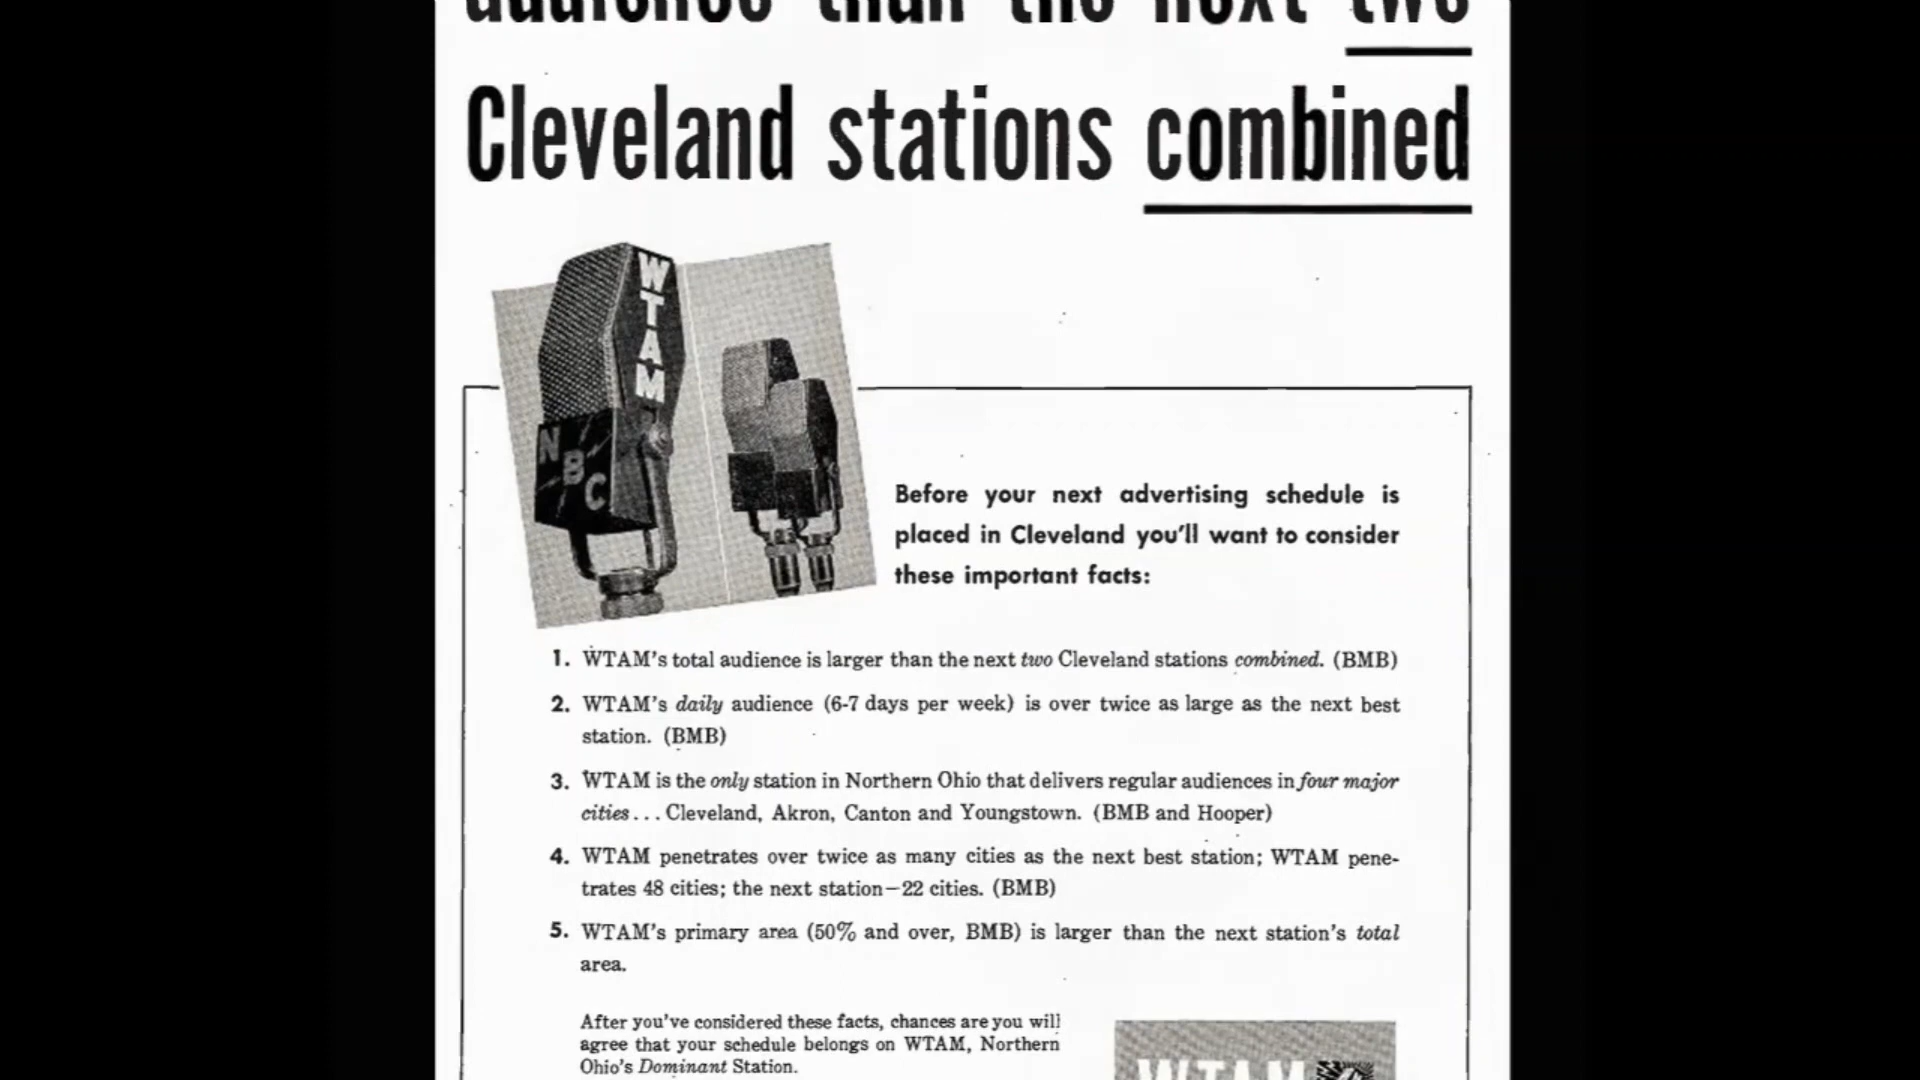 audience than the next two
Cleveland stations combined
WTAM
NBC
Before your next advertising schedule is
placed in Cleveland you'll want to consider
these important facts:
1. WTAM's total audience is larger than the next two Cleveland stations combined. (BMB)
2. WTAM's daily audience (6-7 days per week) is over twice as large as the next best
station. (BMB)
3. WTAM is the only station in Northern Ohio that delivers regular audiences in four major
cities... Cleveland, Akron, Canton and Youngstown. (BMB and Hooper)
4. WTAM penetrates over twice as many cities as the next best station; WTAM pene-
trates 48 cities; the next station—22 cities. (BMB)
5. WTAM's primary area (50% and over, BMB) is larger than the next station's total
area.
After you've considered these facts, chances are you will
agree that your schedule belongs on WTAM, Northern
Ohio's Dominant Station.
WTAM